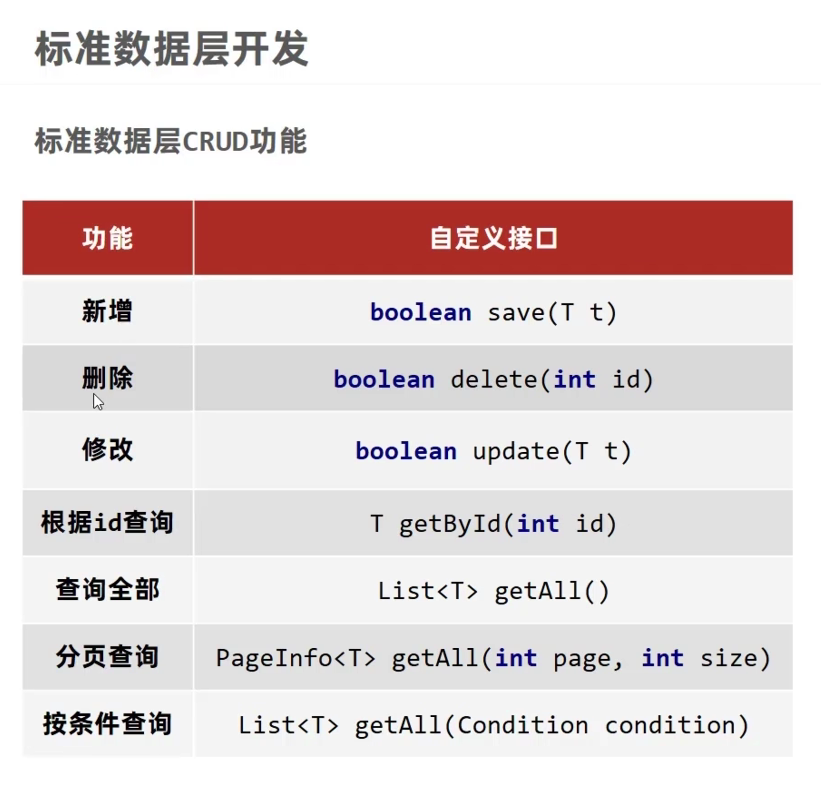 标准数据层开发
标准数据层CRUD功能
功能 自定义接口
新增 boolean save(T t)
删除 boolean delete(int id)
修改 boolean update(T t)
根据id查询 T getById(int id)
查询全部 List<T> getAll()
分页查询 PageInfo<T> getAll(int page, int size)
按条件查询 List<T> getAll(Condition condition)